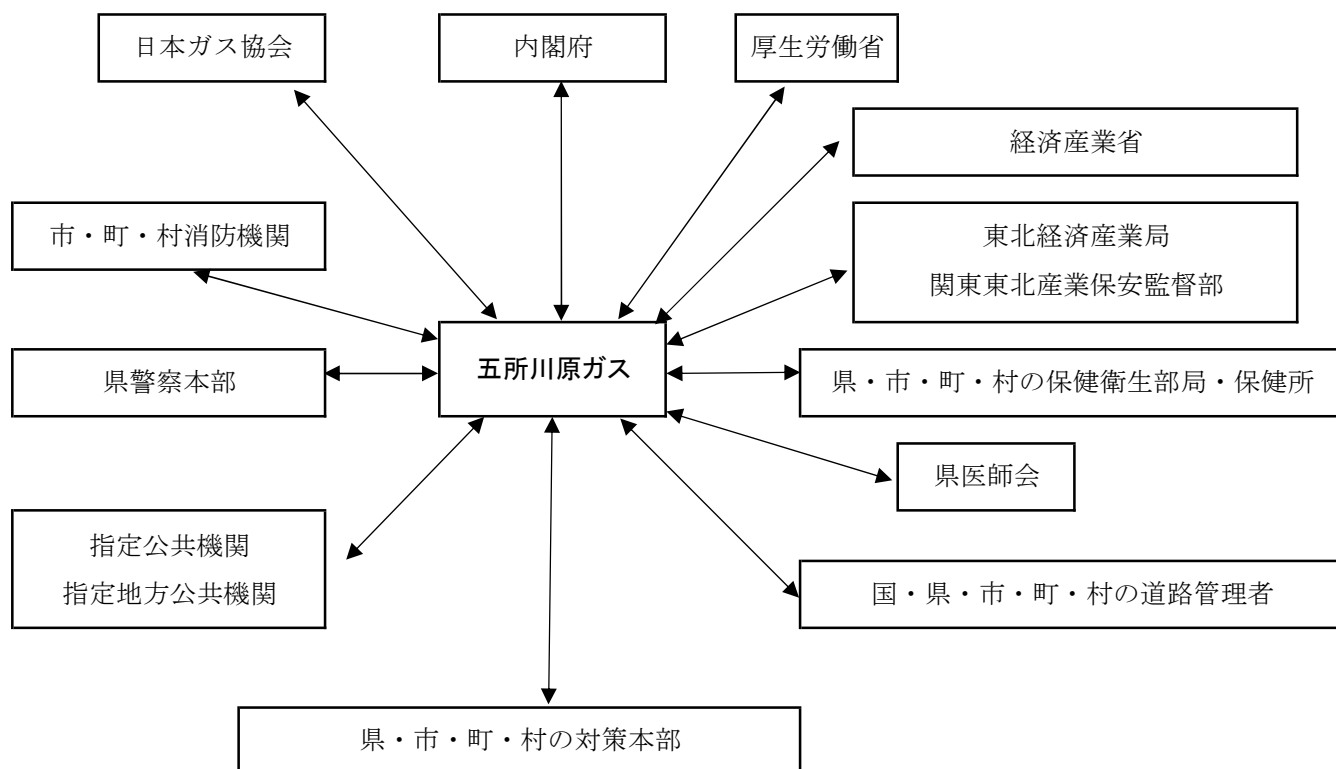 日本ガス協会
内閣府
厚生労働省
経済産業省
市・町・村消防機関
東北経済産業局
関東東北産業保安監督部
五所川原ガス
県警察本部
県・市・町・村の保健衛生部局・保健所
県医師会
指定公共機関
指定地方公共機関
国・県・市・町・村の道路管理者
県・市・町・村の対策本部